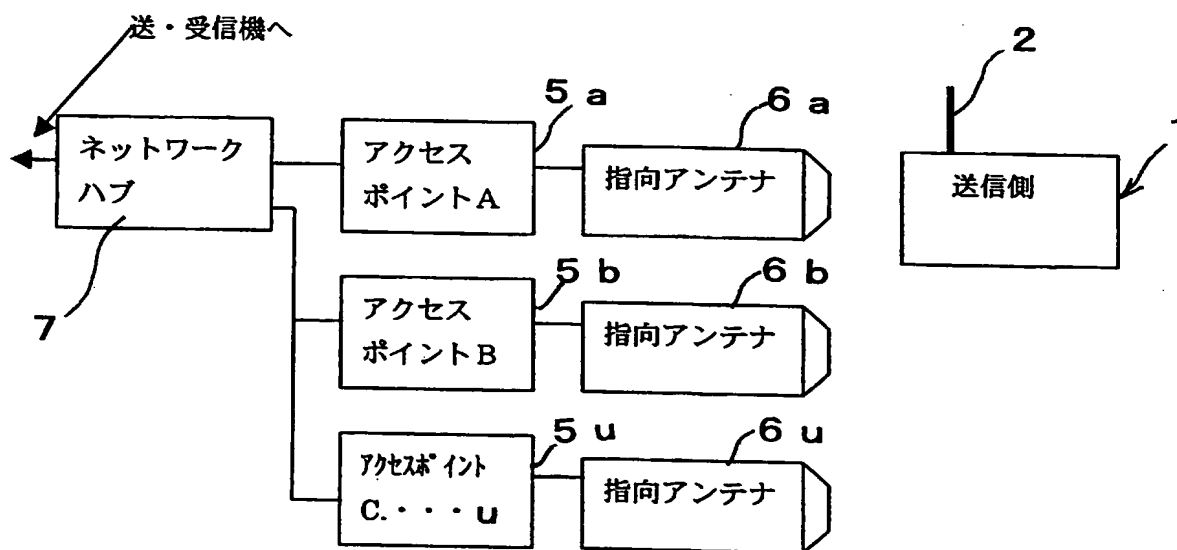 送・受信機へ
2
5 a
6 a
ネットワーク
ハブ
アクセス
ポイントA
指向アンテナ
送信側
7
5 b
6 b
アクセス
ポイントB
指向アンテナ
5 u
6 u
アクセスポイント
C.・・・u
指向アンテナ